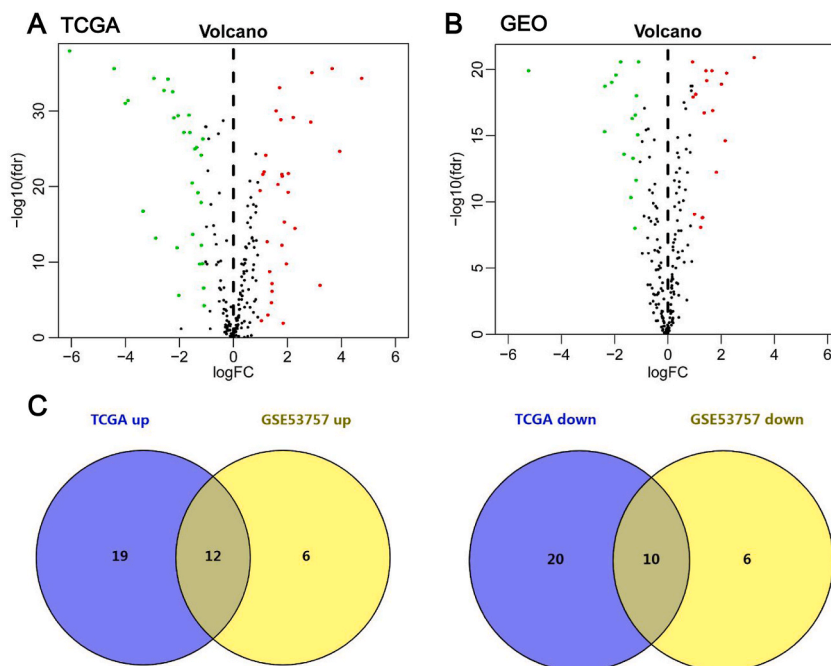 A TCGA
Volcano
−log10(fdr)
30
20
10
0
−6 −4 −2 0 2 4 6
logFC
B GEO
Volcano
−log10(fdr)
20
15
10
5
0
−6 −4 −2 0 2 4 6
logFC
C
TCGA up GSE53757 up
19 12 6
TCGA down GSE53757 down
20 10 6